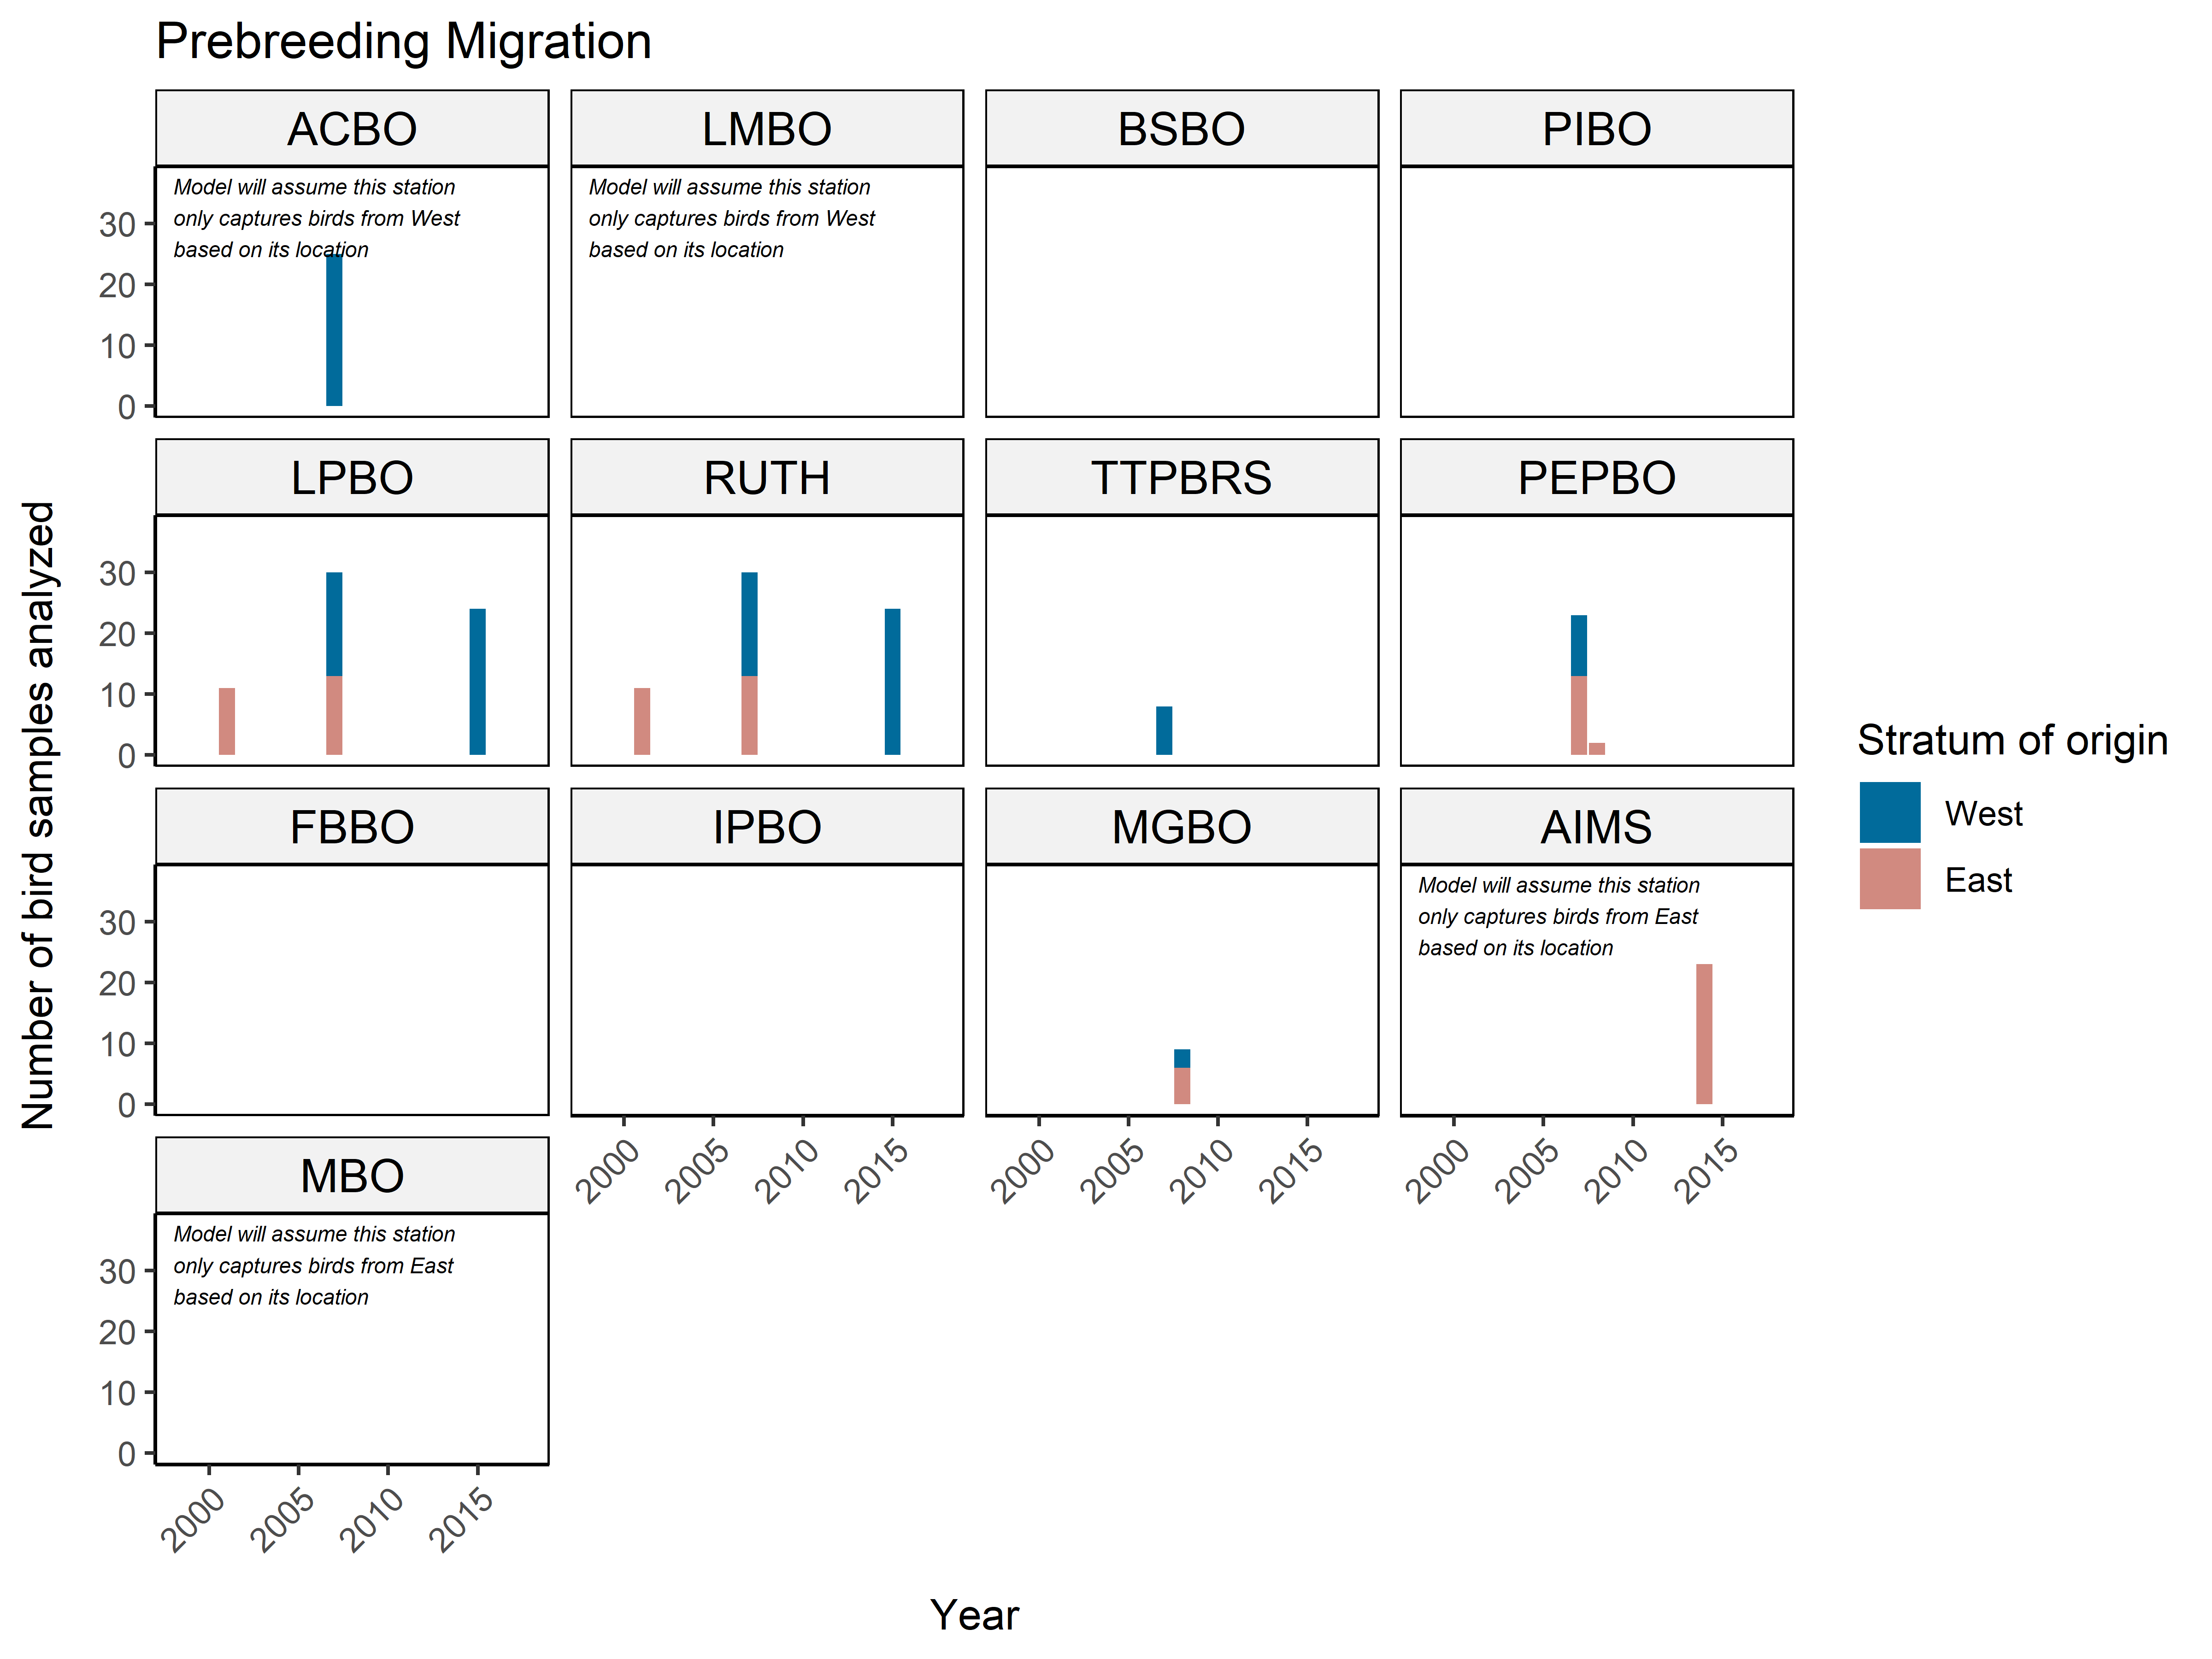 Prebreeding Migration
ACBO
LMBO
BSBO
PIBO
Model will assume this station
only captures birds from West
based on its location
Model will assume this station
only captures birds from West
based on its location
30
20
10
0
LPBO
RUTH
TTPBRS
PEPBO
30
20
10
0
Number of bird samples analyzed
Stratum of origin
West
East
FBBO
IPBO
MGBO
AIMS
Model will assume this station
only captures birds from East
based on its location
30
20
10
0
2000 2005 2010 2015
2000 2005 2010 2015
2000 2005 2010 2015
MBO
Model will assume this station
only captures birds from East
based on its location
30
20
10
0
2000 2005 2010 2015
Year